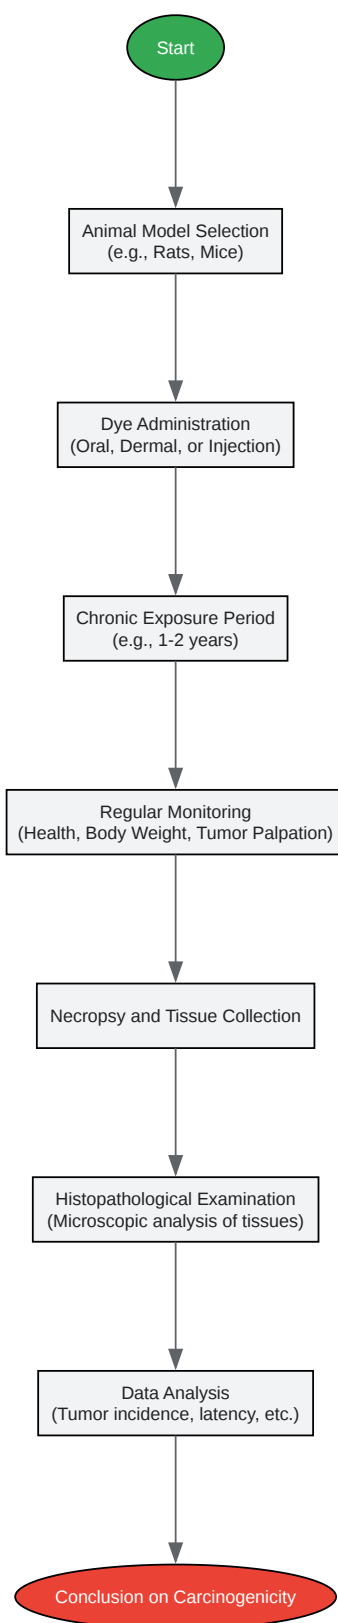 Start
Animal Model Selection
(e.g., Rats, Mice)
Dye Administration
(Oral, Dermal, or Injection)
Chronic Exposure Period
(e.g., 1-2 years)
Regular Monitoring
(Health, Body Weight, Tumor Palpation)
Necropsy and Tissue Collection
Histopathological Examination
(Microscopic analysis of tissues)
Data Analysis
(Tumor incidence, latency, etc.)
Conclusion on Carcinogenicity